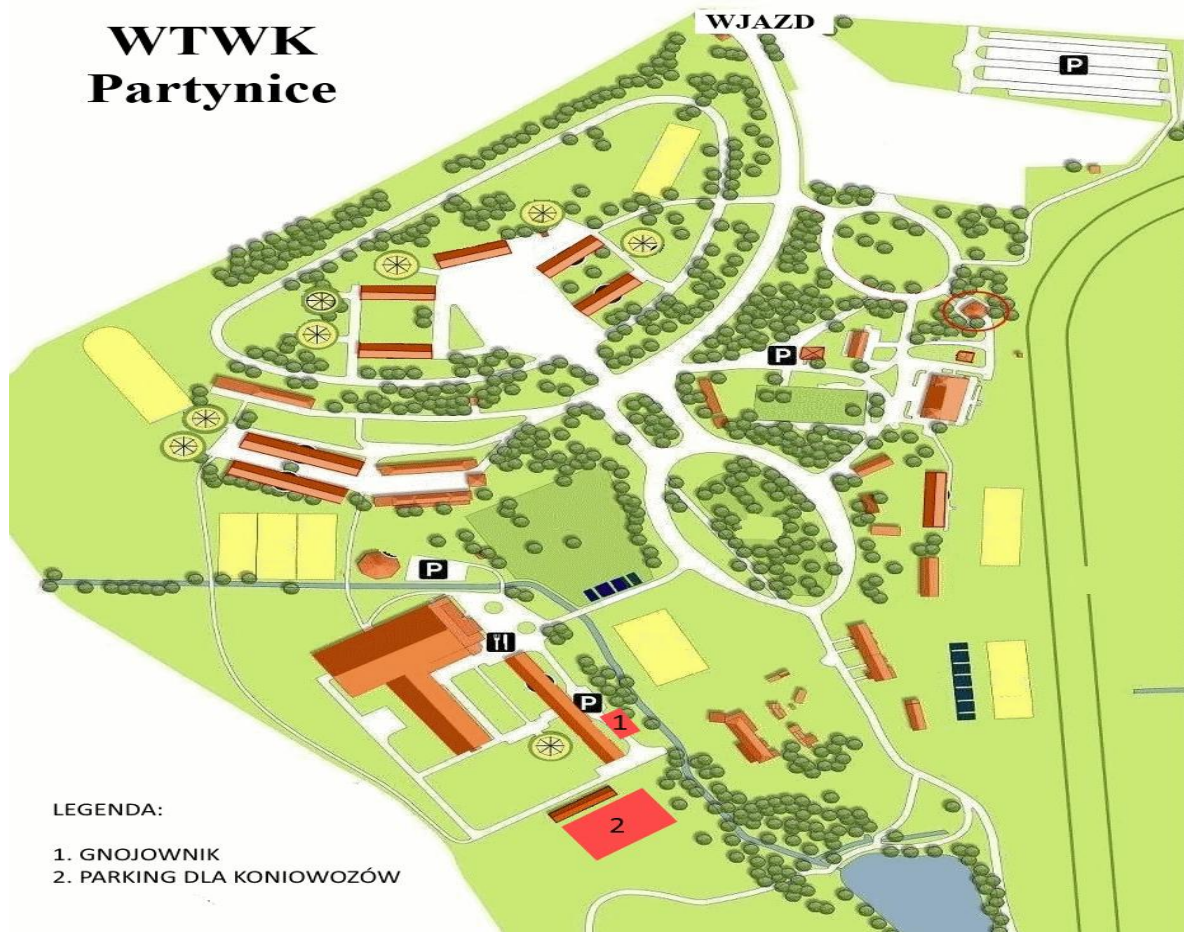 WTWK
Partynice
WJAZD
P
P
P
P
1
2
LEGENDA:
1. GNOJOWNIK
2. PARKING DLA KONIOWOZÓW